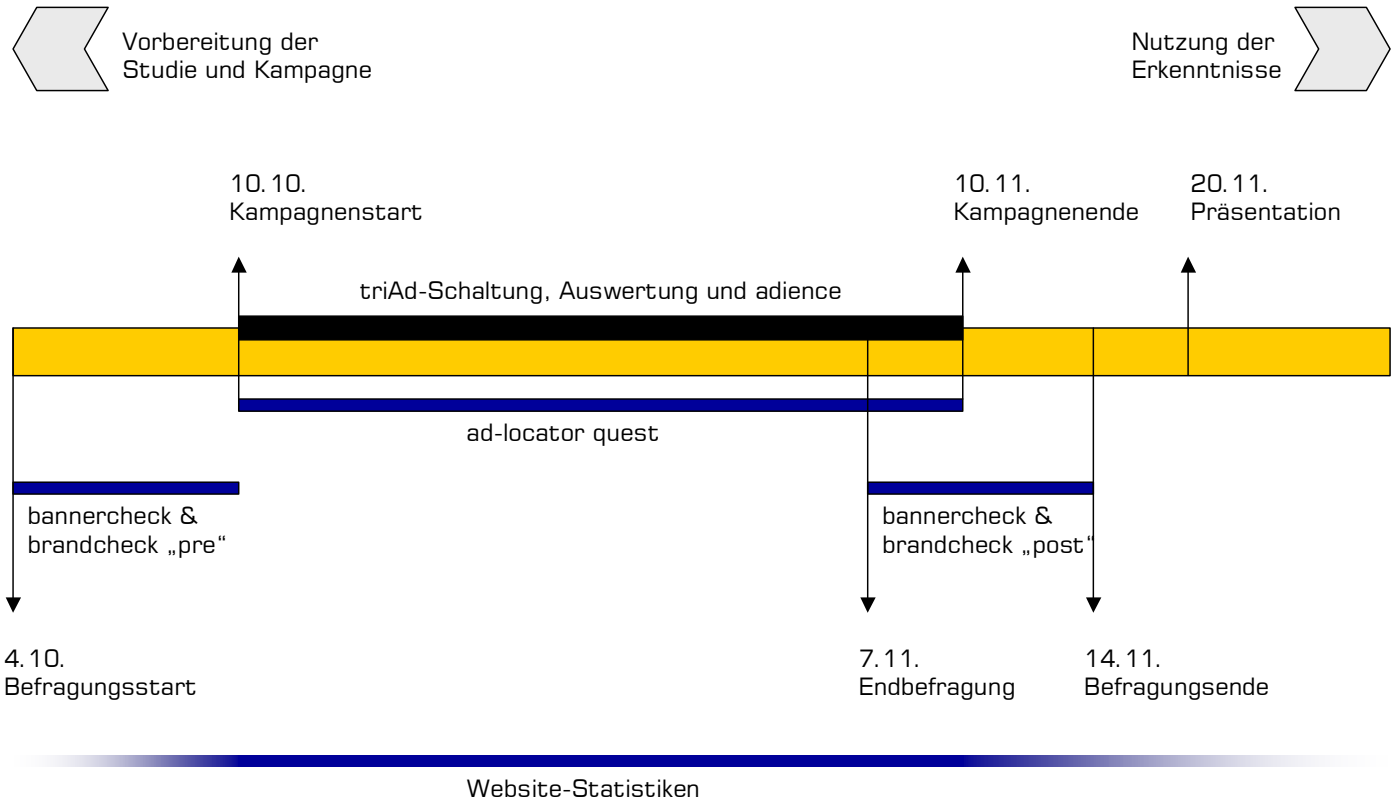 Vorbereitung der
Studie und Kampagne
Nutzung der
Erkenntnisse
10.10.
Kampagnenstart
10.11.
Kampagnenende
20.11.
Präsentation
triAd-Schaltung, Auswertung und adience
ad-locator quest
bannercheck &
brandcheck „pre“
bannercheck &
brandcheck „post“
4.10.
Befragungsstart
7.11.
Endbefragung
14.11.
Befragungsende
Website-Statistiken